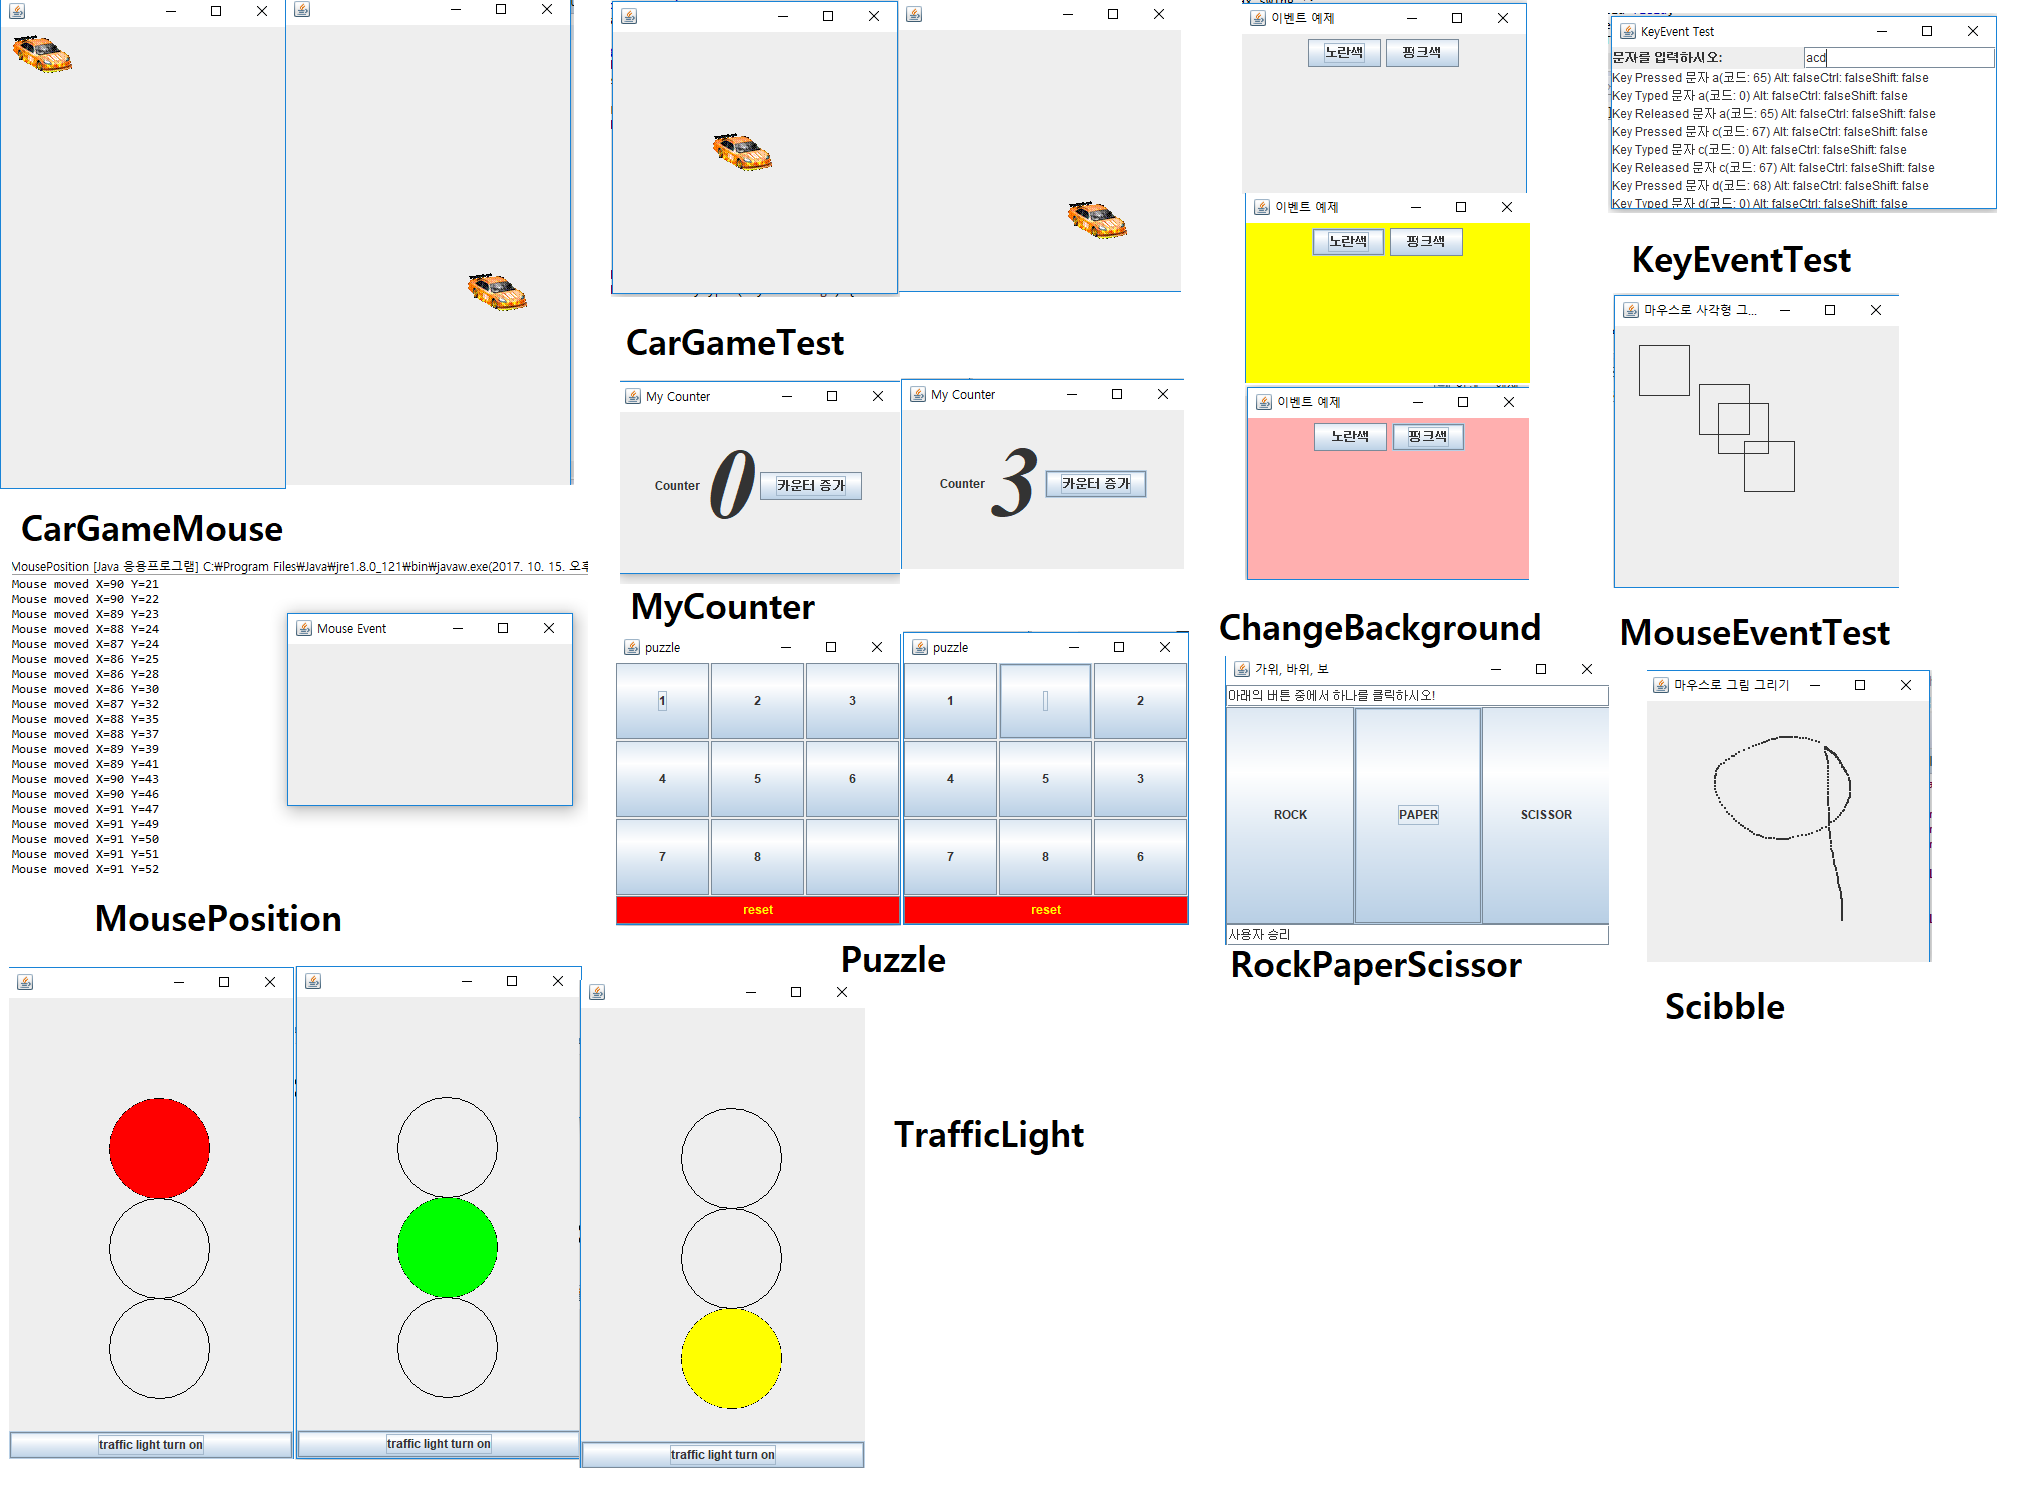 CarGameMouse
MousePosition [Java 응용프로그램] C:₩Program Files₩Java₩jre1.8.0_121₩bin₩javaw.exe(2017. 10. 15. 오후
Mouse moved X=90 Y=21
Mouse moved X=90 Y=22
Mouse moved X=89 Y=23
Mouse moved X=88 Y=24
Mouse moved X=87 Y=24
Mouse moved X=86 Y=25
Mouse moved X=86 Y=28
Mouse moved X=86 Y=30
Mouse moved X=87 Y=32
Mouse moved X=88 Y=35
Mouse moved X=88 Y=37
Mouse moved X=89 Y=39
Mouse moved X=89 Y=41
Mouse moved X=90 Y=43
Mouse moved X=90 Y=46
Mouse moved X=91 Y=47
Mouse moved X=91 Y=49
Mouse moved X=91 Y=50
Mouse moved X=91 Y=51
Mouse moved X=91 Y=52
Mouse Event
MousePosition
traffic light turn on
traffic light turn on
traffic light turn on
TrafficLight
CarGameTest
My Counter
Counter 0 카운터 증가
My Counter
Counter 3 카운터 증가
MyCounter
puzzle
1 2 3
4 5 6
7 8
reset
puzzle
1 2
4 5 3
7 8 6
reset
Puzzle
이벤트 예제
노란색 핑크색
이벤트 예제
노란색 핑크색
이벤트 예제
노란색 핑크색
ChangeBackground
가위, 바위, 보
아래의 버튼 중에서 하나를 클릭하시오!
ROCK PAPER SCISSOR
사용자 승리
RockPaperScissor
KeyEvent Test
문자를 입력하시오: acd
Key Pressed 문자 a(코드: 65) Alt: falseCtrl: falseShift: false
Key Typed 문자 a(코드: 0) Alt: falseCtrl: falseShift: false
Key Released 문자 a(코드: 65) Alt: falseCtrl: falseShift: false
Key Pressed 문자 c(코드: 67) Alt: falseCtrl: falseShift: false
Key Typed 문자 c(코드: 0) Alt: falseCtrl: falseShift: false
Key Released 문자 c(코드: 67) Alt: falseCtrl: falseShift: false
Key Pressed 문자 d(코드: 68) Alt: falseCtrl: falseShift: false
Key Typed 문자 d(코드: 0) Alt: falseCtrl: falseShift: false
KeyEventTest
마우스로 사각형 그...
MouseEventTest
마우스로 그림 그리기
Scibble